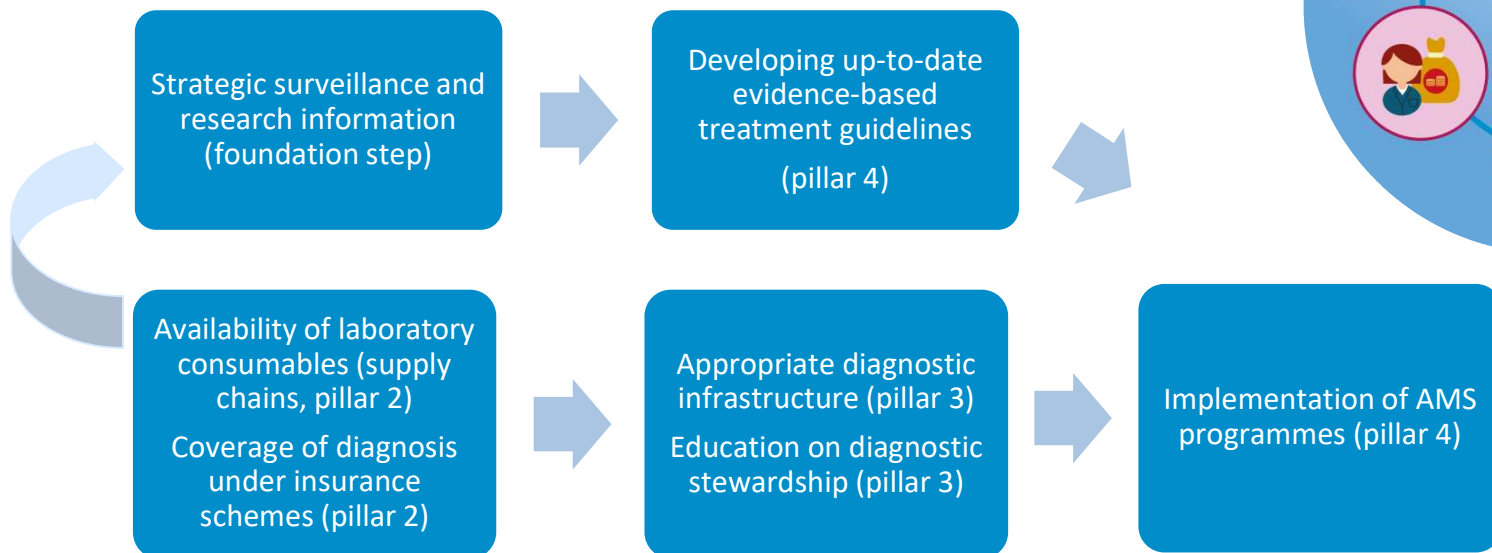 Strategic surveillance and
research information
(foundation step)
Developing up-to-date
evidence-based
treatment guidelines
(pillar 4)
Availability of laboratory
consumables (supply
chains, pillar 2)
Coverage of diagnosis
under insurance
schemes (pillar 2)
Appropriate diagnostic
infrastructure (pillar 3)
Education on diagnostic
stewardship (pillar 3)
Implementation of AMS
programmes (pillar 4)